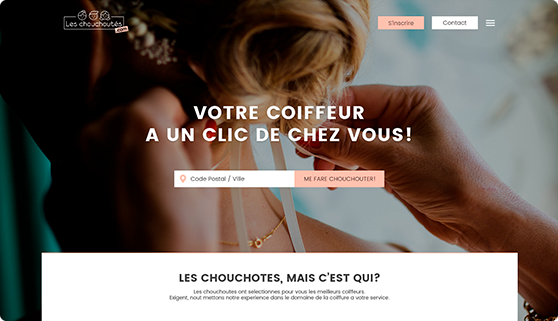 Les chouchoutés
.com
S'inscrire
Contact
VOTRE COIFFEUR
A UN CLIC DE CHEZ VOUS!
Code Postal / Ville
ME FARE CHOUCHOUTER!
LES CHOUCHOTES, MAIS C'EST QUI?
Les chouchoutes ont selectionnes pour vous les meilleurs coiffeurs.
Exigent, nout mettons notre experience dans le domaine de la coiffure a votre service.